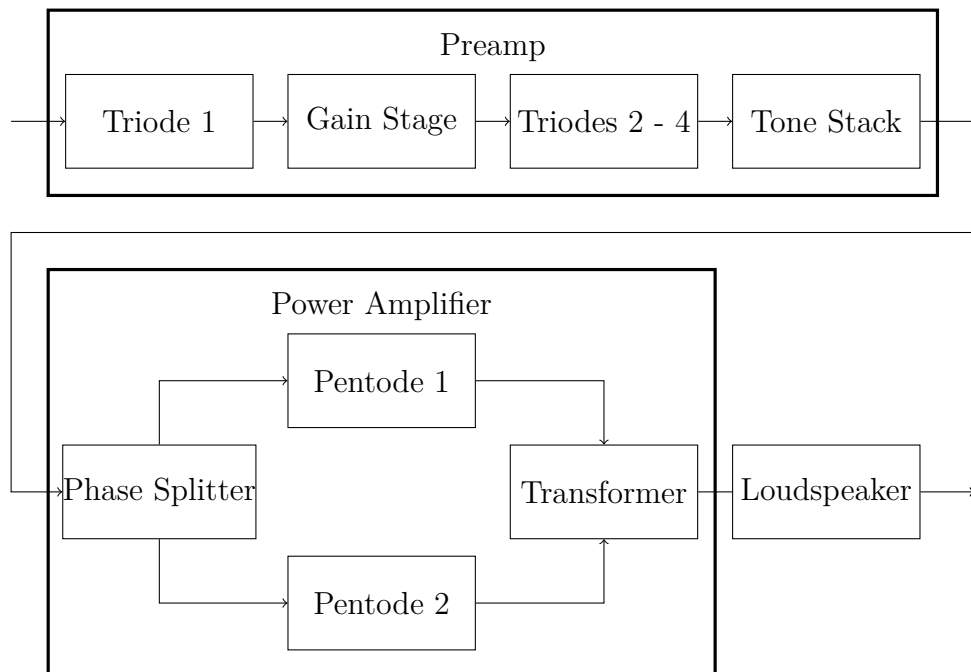 Preamp
Triode 1
Gain Stage
Triodes 2 - 4
Tone Stack
Power Amplifier
Pentode 1
Phase Splitter
Transformer
Loudspeaker
Pentode 2